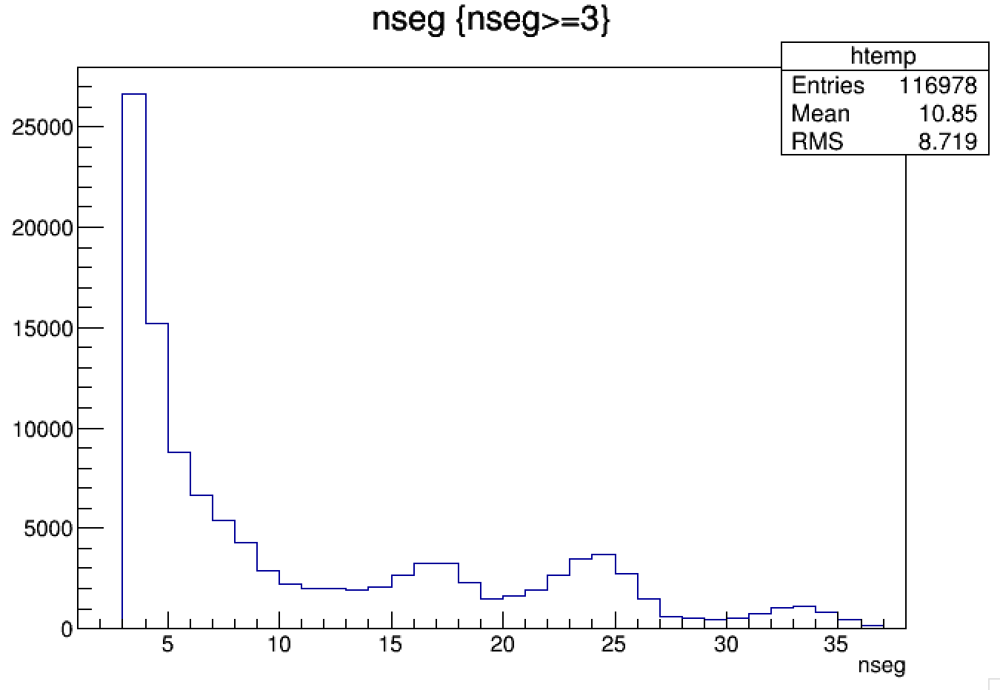 nseg {nseg>=3}
htemp
Entries 116978
Mean 10.85
RMS 8.719
25000
20000
15000
10000
5000
0
5 10 15 20 25 30 35
nseg